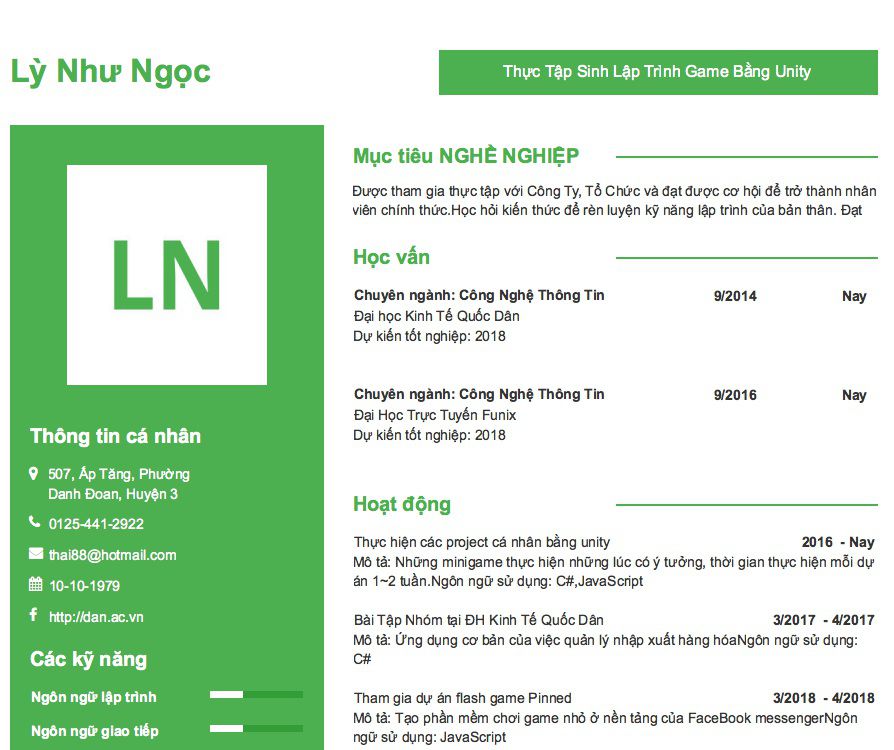 Lỳ Như Ngọc
Thực Tập Sinh Lập Trình Game Bằng Unity
LN
Thông tin cá nhân
507, Ấp Tăng, Phường
Danh Đoan, Huyện 3
0125-441-2922
thai88@hotmail.com
10-10-1979
http://dan.ac.vn
Các kỹ năng
Ngôn ngữ lập trình
Ngôn ngữ giao tiếp
Mục tiêu NGHỀ NGHIỆP
Được tham gia thực tập với Công Ty, Tổ Chức và đạt được cơ hội để trở thành nhân
viên chính thức.Học hỏi kiến thức để rèn luyện kỹ năng lập trình của bản thân. Đạt
Học vấn
Chuyên ngành: Công Nghệ Thông Tin 9/2014 Nay
Đại học Kinh Tế Quốc Dân
Dự kiến tốt nghiệp: 2018
Chuyên ngành: Công Nghệ Thông Tin 9/2016 Nay
Đại Học Trực Tuyến Funix
Dự kiến tốt nghiệp: 2018
Hoạt động
Thực hiện các project cá nhân bằng unity 2016 - Nay
Mô tả: Những minigame thực hiện những lúc có ý tưởng, thời gian thực hiện mỗi dự
án 1~2 tuần.Ngôn ngữ sử dụng: C#,JavaScript
Bài Tập Nhóm tại ĐH Kinh Tế Quốc Dân 3/2017 - 4/2017
Mô tả: Ứng dụng cơ bản của việc quản lý nhập xuất hàng hóaNgôn ngữ sử dụng:
C#
Tham gia dự án flash game Pinned 3/2018 - 4/2018
Mô tả: Tạo phần mềm chơi game nhỏ ở nền tảng của FaceBook messengerNgôn
ngữ sử dụng: JavaScript